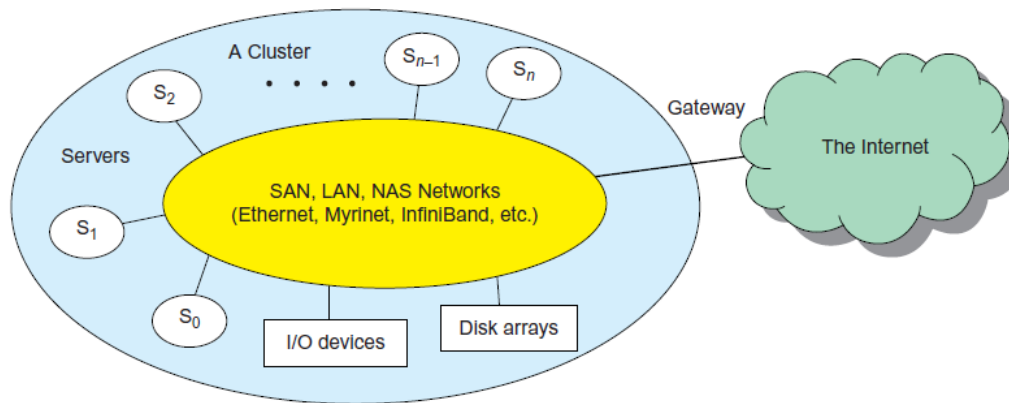 A Cluster
S2
. . . .
Sn–1
Sn
Gateway
The Internet
Servers
SAN, LAN, NAS Networks
(Ethernet, Myrinet, InfiniBand, etc.)
S1
S0
I/O devices
Disk arrays